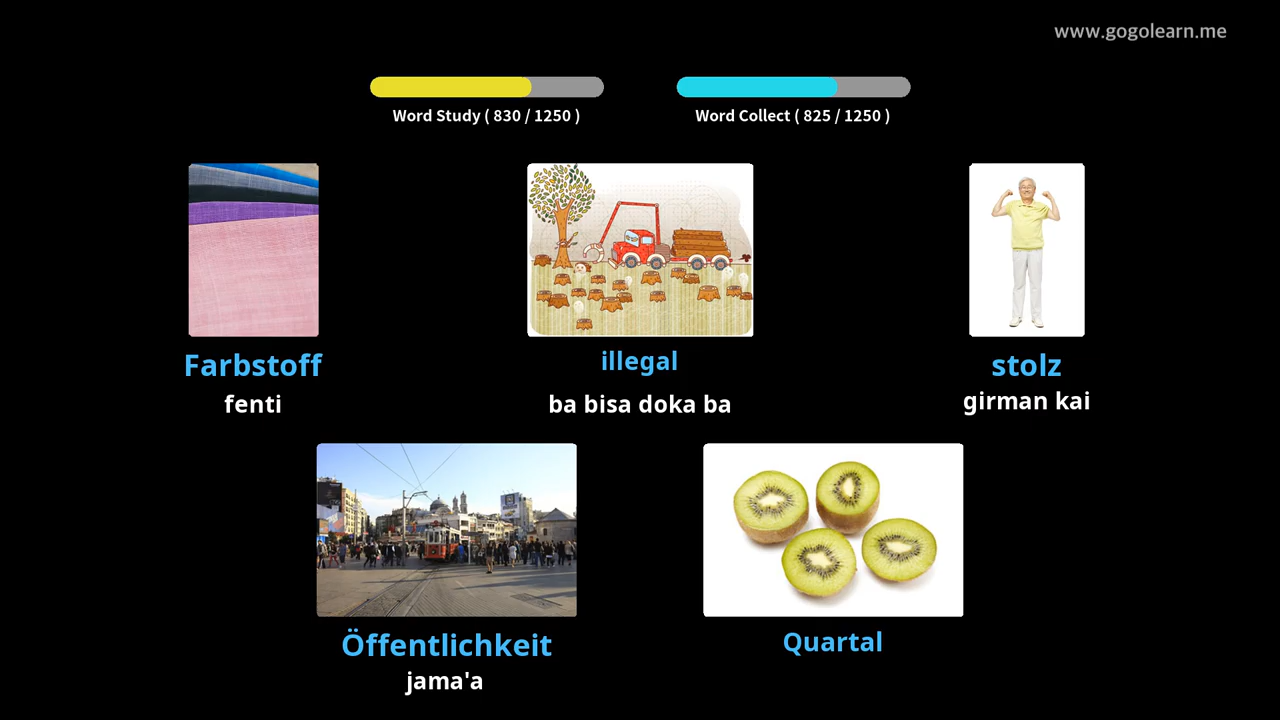 www.gogolearn.me
Word Study ( 830 / 1250 )
Word Collect ( 825 / 1250 )
Farbstoff
fenti
illegal
ba bisa doka ba
stolz
girman kai
Öffentlichkeit
jama'a
Quartal